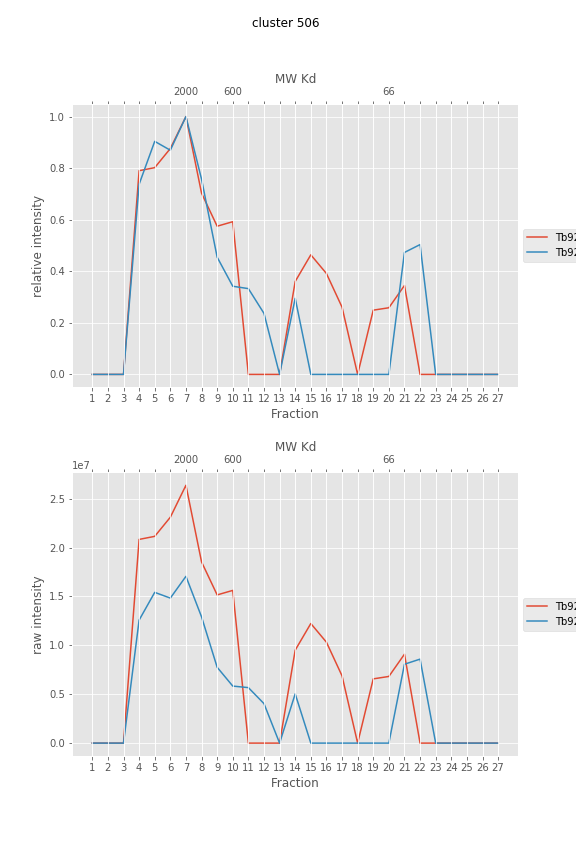 cluster 506
MW Kd
2000 600 66
1.0
0.8
0.6
0.4
0.2
0.0
relative intensity
Tb92
Tb92
1 2 3 4 5 6 7 8 9 10 11 12 13 14 15 16 17 18 19 20 21 22 23 24 25 26 27
Fraction
MW Kd
1e7 2000 600 66
2.5
2.0
1.5
1.0
0.5
0.0
raw intensity
Tb92
Tb92
1 2 3 4 5 6 7 8 9 10 11 12 13 14 15 16 17 18 19 20 21 22 23 24 25 26 27
Fraction